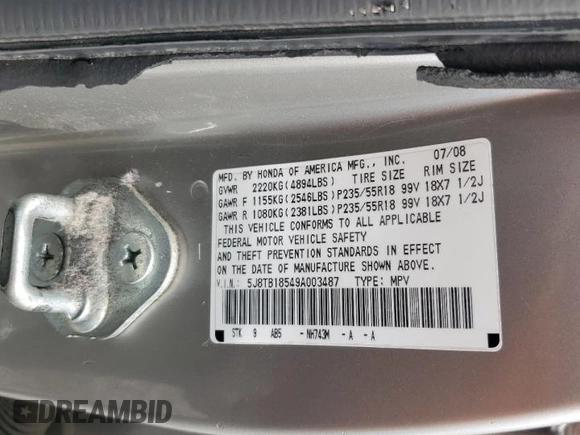 MFD. BY HONDA OF AMERICA MFG., INC. 07/08
GVWR 2220KG(4894LBS) TIRE SIZE RIM SIZE
GAWR F 1155KG(2546LBS)P235/55R18 99V 18X7 1/2J
GAWR R 1080KG(2381LBS)P235/55R18 99V 18X7 1/2J
THIS VEHICLE CONFORMS TO ALL APPLICABLE
FEDERAL MOTOR VEHICLE SAFETY
AND THEFT PREVENTION STANDARDS IN EFFECT
ON THE DATE OF MANUFACTURE SHOWN ABOVE.
V.I.N.: 5J8TB18549A003487 TYPE: MPV
STK 9 AB5 -NH743M -A -A
DREAMBID